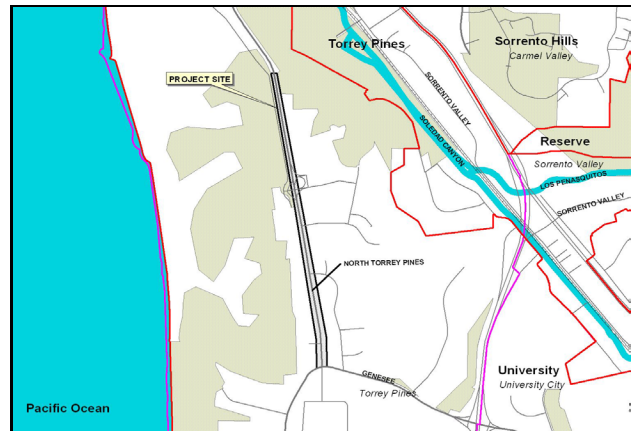 Torrey Pines
Sorrento Hills
Carmel Valley
PROJECT SITE
SORRENTO VALLEY
SOLEDAD CANYON
Reserve
Sorrento Valley
LOS PENASQUITOS
SORRENTO VALLEY
NORTH TORREY PINES
GENESEE
Torrey Pines
University
University City
Pacific Ocean